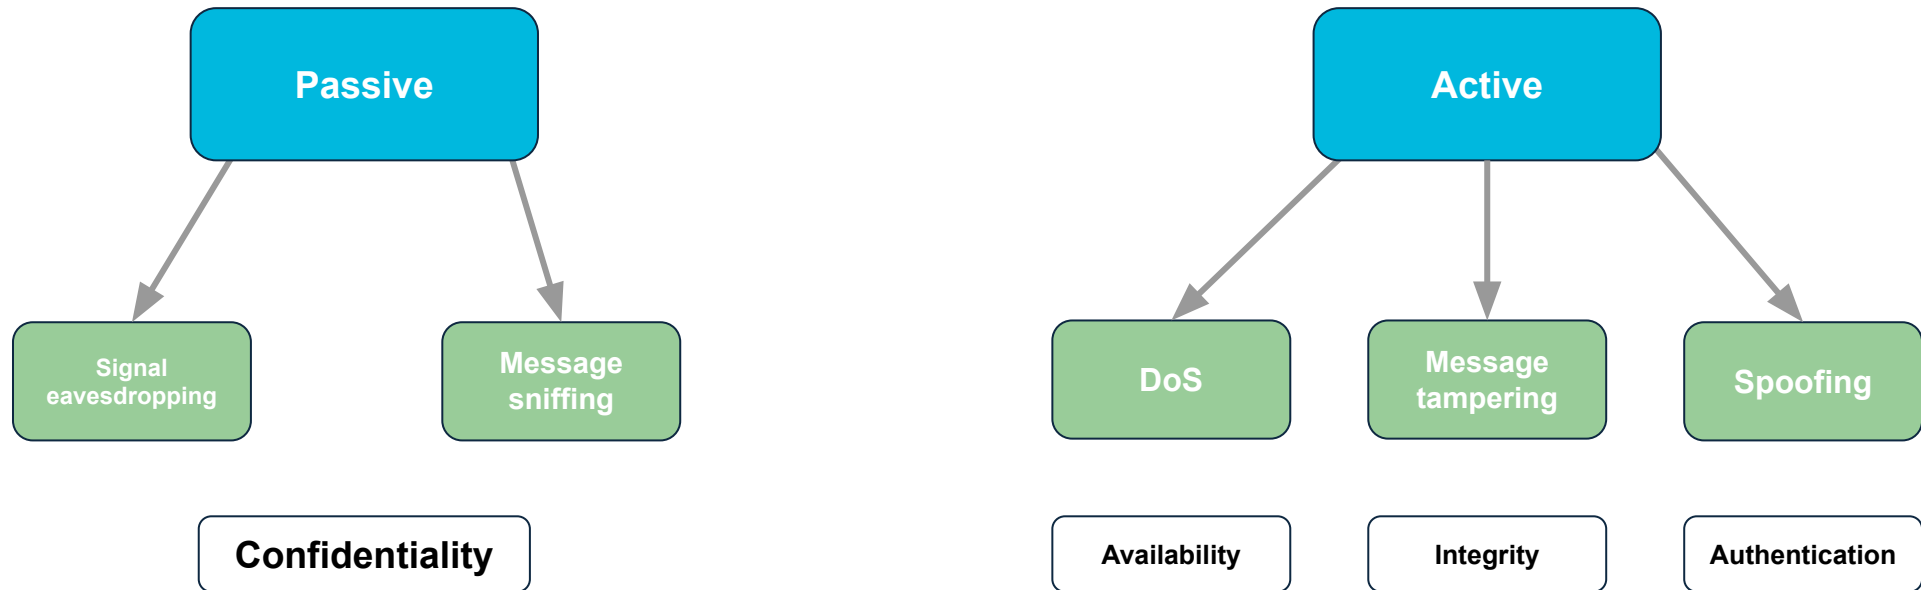 Passive
Active
Signal
eavesdropping
Message
sniffing
DoS
Message
tampering
Spoofing
Confidentiality
Availability
Integrity
Authentication